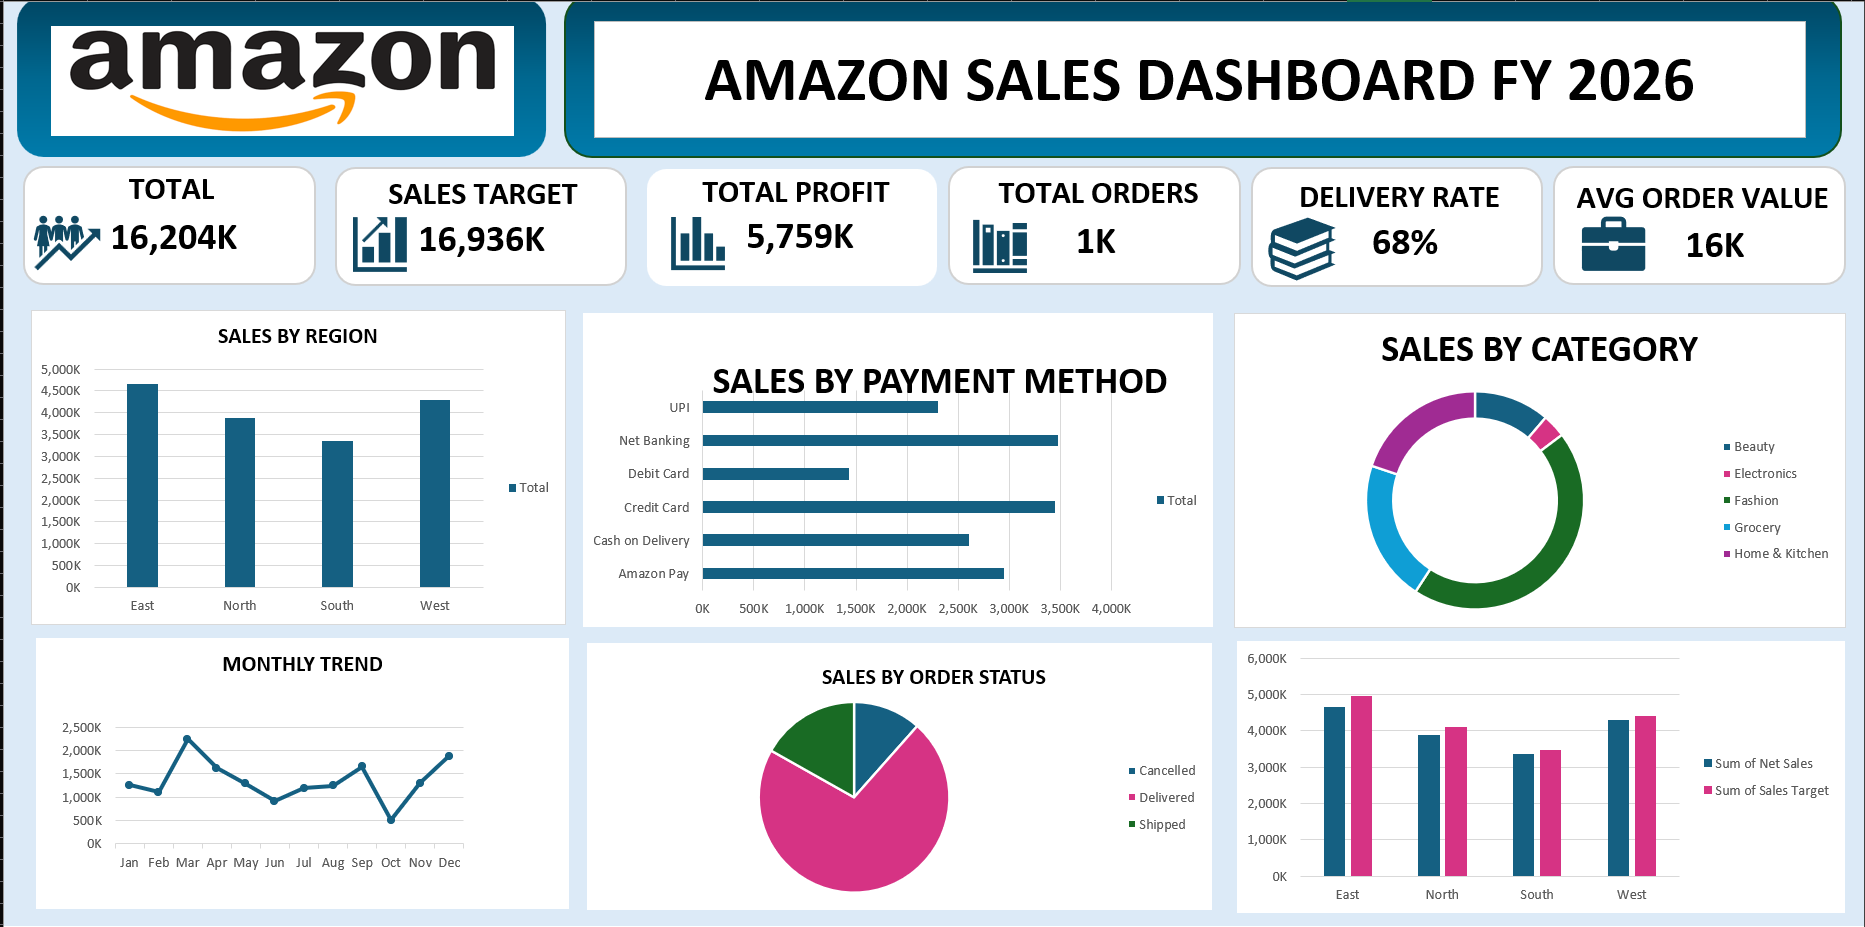 amazon
AMAZON SALES DASHBOARD FY 2026
TOTAL
16,204K
SALES TARGET
16,936K
TOTAL PROFIT
5,759K
TOTAL ORDERS
1K
DELIVERY RATE
68%
AVG ORDER VALUE
16K
SALES BY REGION
5,000K
4,500K
4,000K
3,500K
3,000K
2,500K
2,000K
1,500K
1,000K
500K
0K
East North South West
Total
SALES BY PAYMENT METHOD
UPI
Net Banking
Debit Card
Credit Card
Cash on Delivery
Amazon Pay
0K 500K 1,000K 1,500K 2,000K 2,500K 3,000K 3,500K 4,000K
Total
SALES BY CATEGORY
Beauty
Electronics
Fashion
Grocery
Home & Kitchen
MONTHLY TREND
2,500K
2,000K
1,500K
1,000K
500K
0K
Jan Feb Mar Apr May Jun Jul Aug Sep Oct Nov Dec
SALES BY ORDER STATUS
Cancelled
Delivered
Shipped
6,000K
5,000K
4,000K
3,000K
2,000K
1,000K
0K
East North South West
Sum of Net Sales
Sum of Sales Target